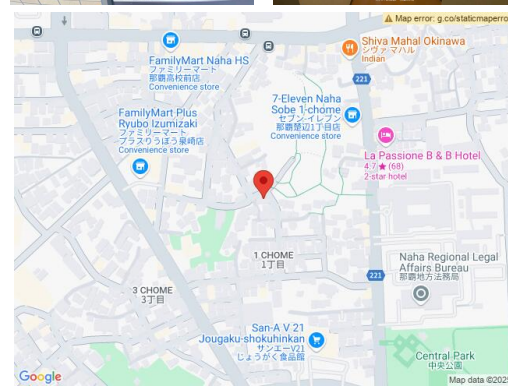 Map error: g.co/staticmaperro
Shiva Mahal Okinawa
シヴァ マハル
Indian
FamilyMart Naha HS
ファミリーマート
那覇高校前店
Convenience store
221
7-Eleven Naha
Sobe 1-chome
セブン-イレブン
那覇楚辺1丁目店
Convenience store
FamilyMart Plus
Ryubo Izumizaki
ファミリーマート
プラスりうぼう泉崎店
Convenience store
La Passione B & B Hotel
4.7★(68)
2-star hotel
1 CHOME
1丁目
Naha Regional Legal
Affairs Bureau
那覇地方法務局
221
3 CHOME
3丁目
San-A V 21
Jougaku-shokuhinkan
サンエーV21
じょうがく食品館
Central Park
中央公園
Google
Map data ©2025